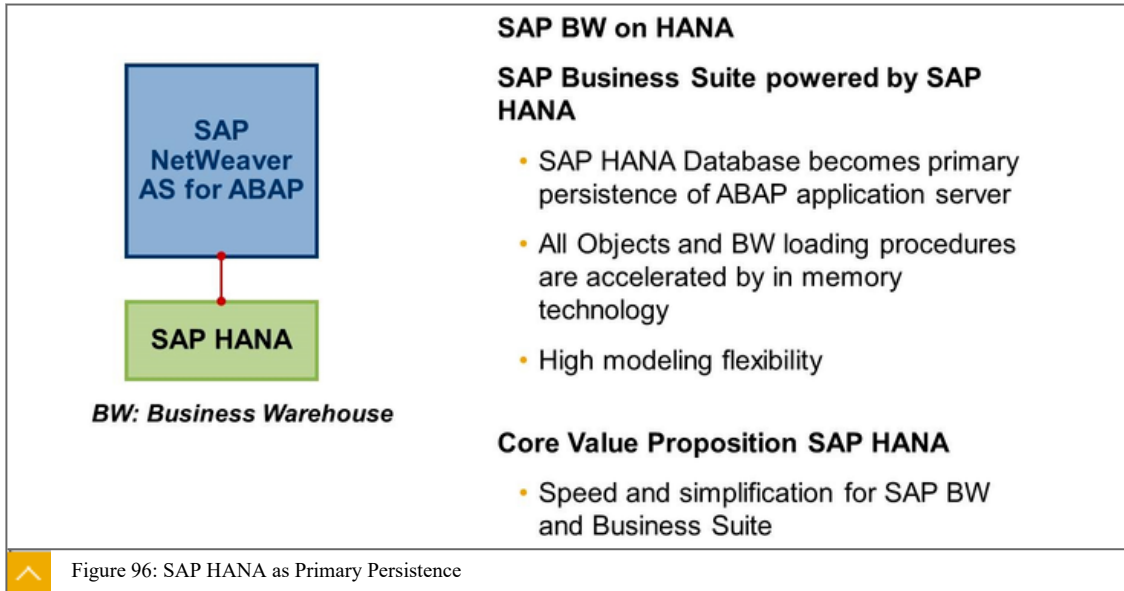 SAP
NetWeaver
AS for ABAP
SAP HANA
BW: Business Warehouse
SAP BW on HANA
SAP Business Suite powered by SAP
HANA
• SAP HANA Database becomes primary
persistence of ABAP application server
• All Objects and BW loading procedures
are accelerated by in memory
technology
• High modeling flexibility
Core Value Proposition SAP HANA
• Speed and simplification for SAP BW
and Business Suite
Figure 96: SAP HANA as Primary Persistence